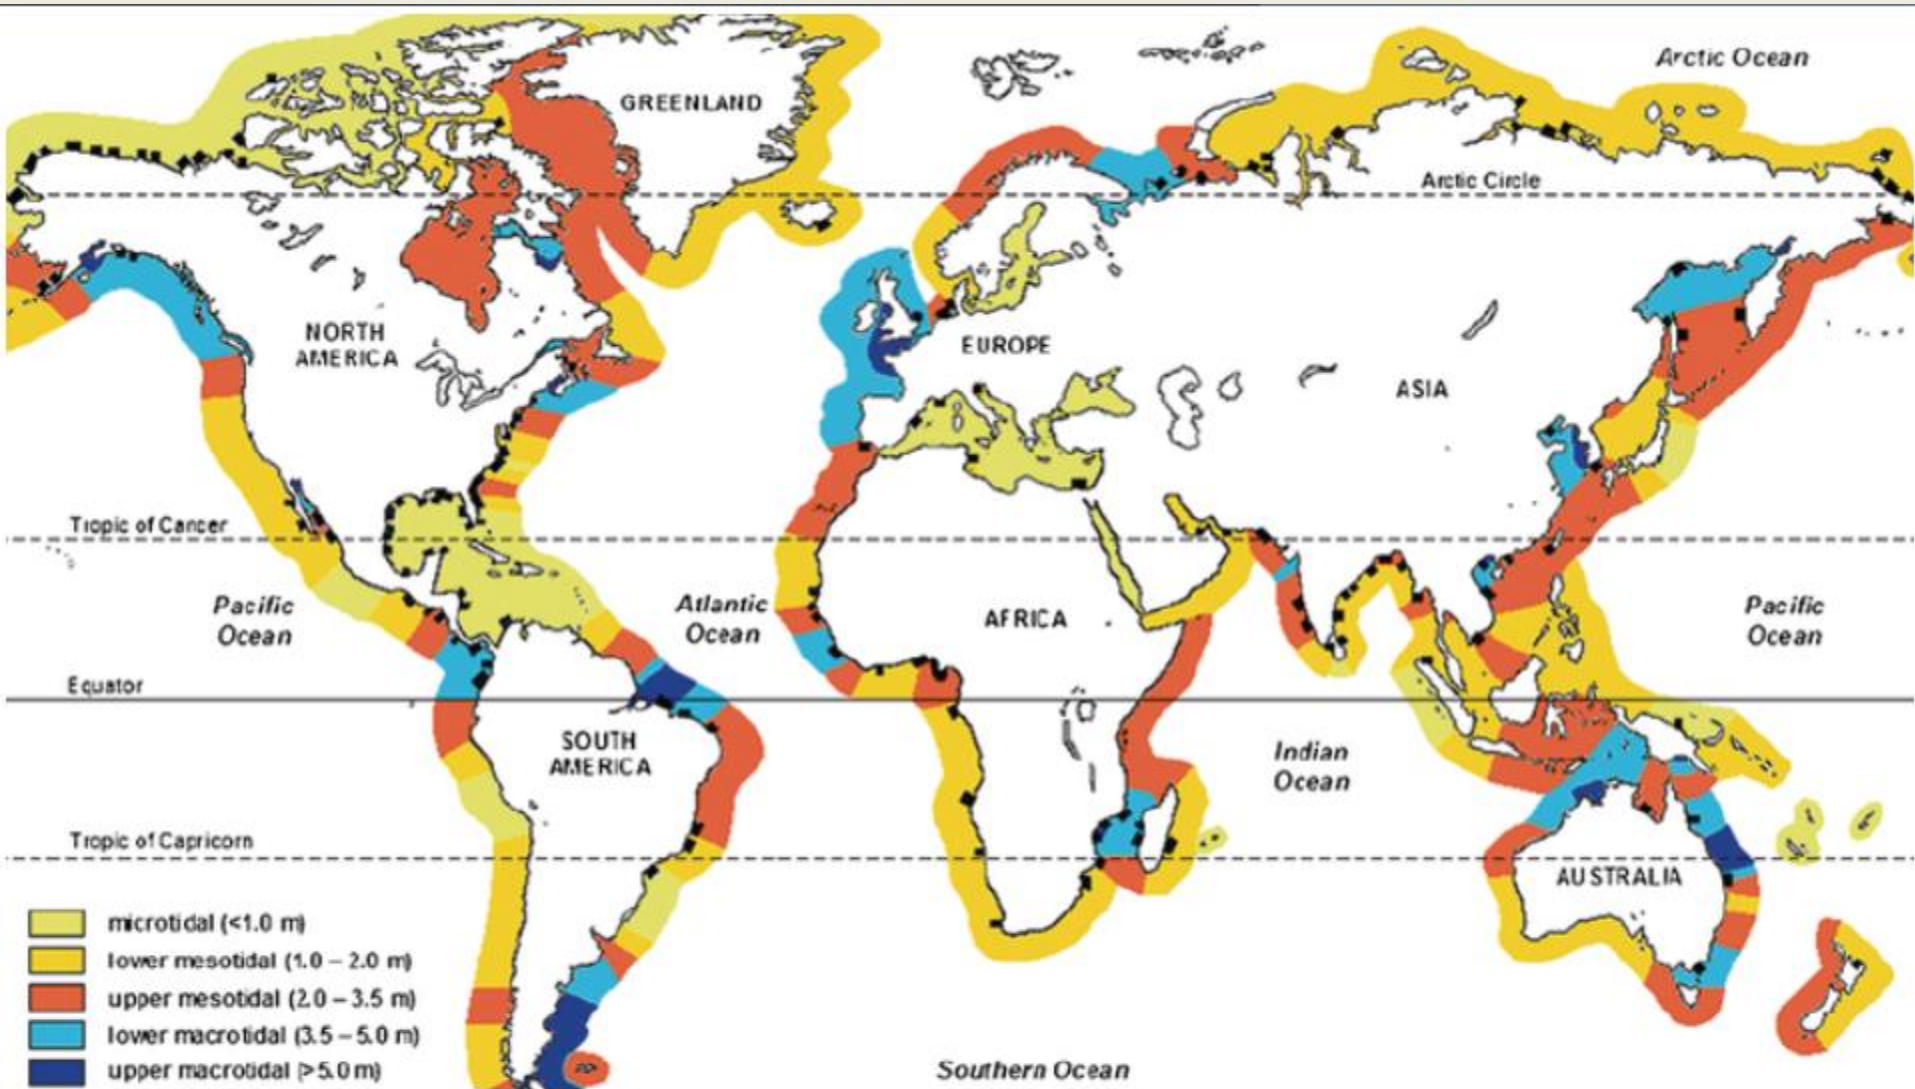 Arctic Ocean
GREENLAND
Arctic Circle
NORTH
AMERICA
EUROPE
ASIA
Tropic of Cancer
Pacific
Ocean
Atlantic
Ocean
AFRICA
Pacific
Ocean
Equator
SOUTH
AMERICA
Indian
Ocean
Tropic of Capricorn
AUSTRALIA
microtidal (<1.0 m)
lower mesotidal (1.0 – 2.0 m)
upper mesotidal (2.0 – 3.5 m)
lower macrotidal (3.5 – 5.0 m)
upper macrotidal (>5.0 m)
Southern Ocean